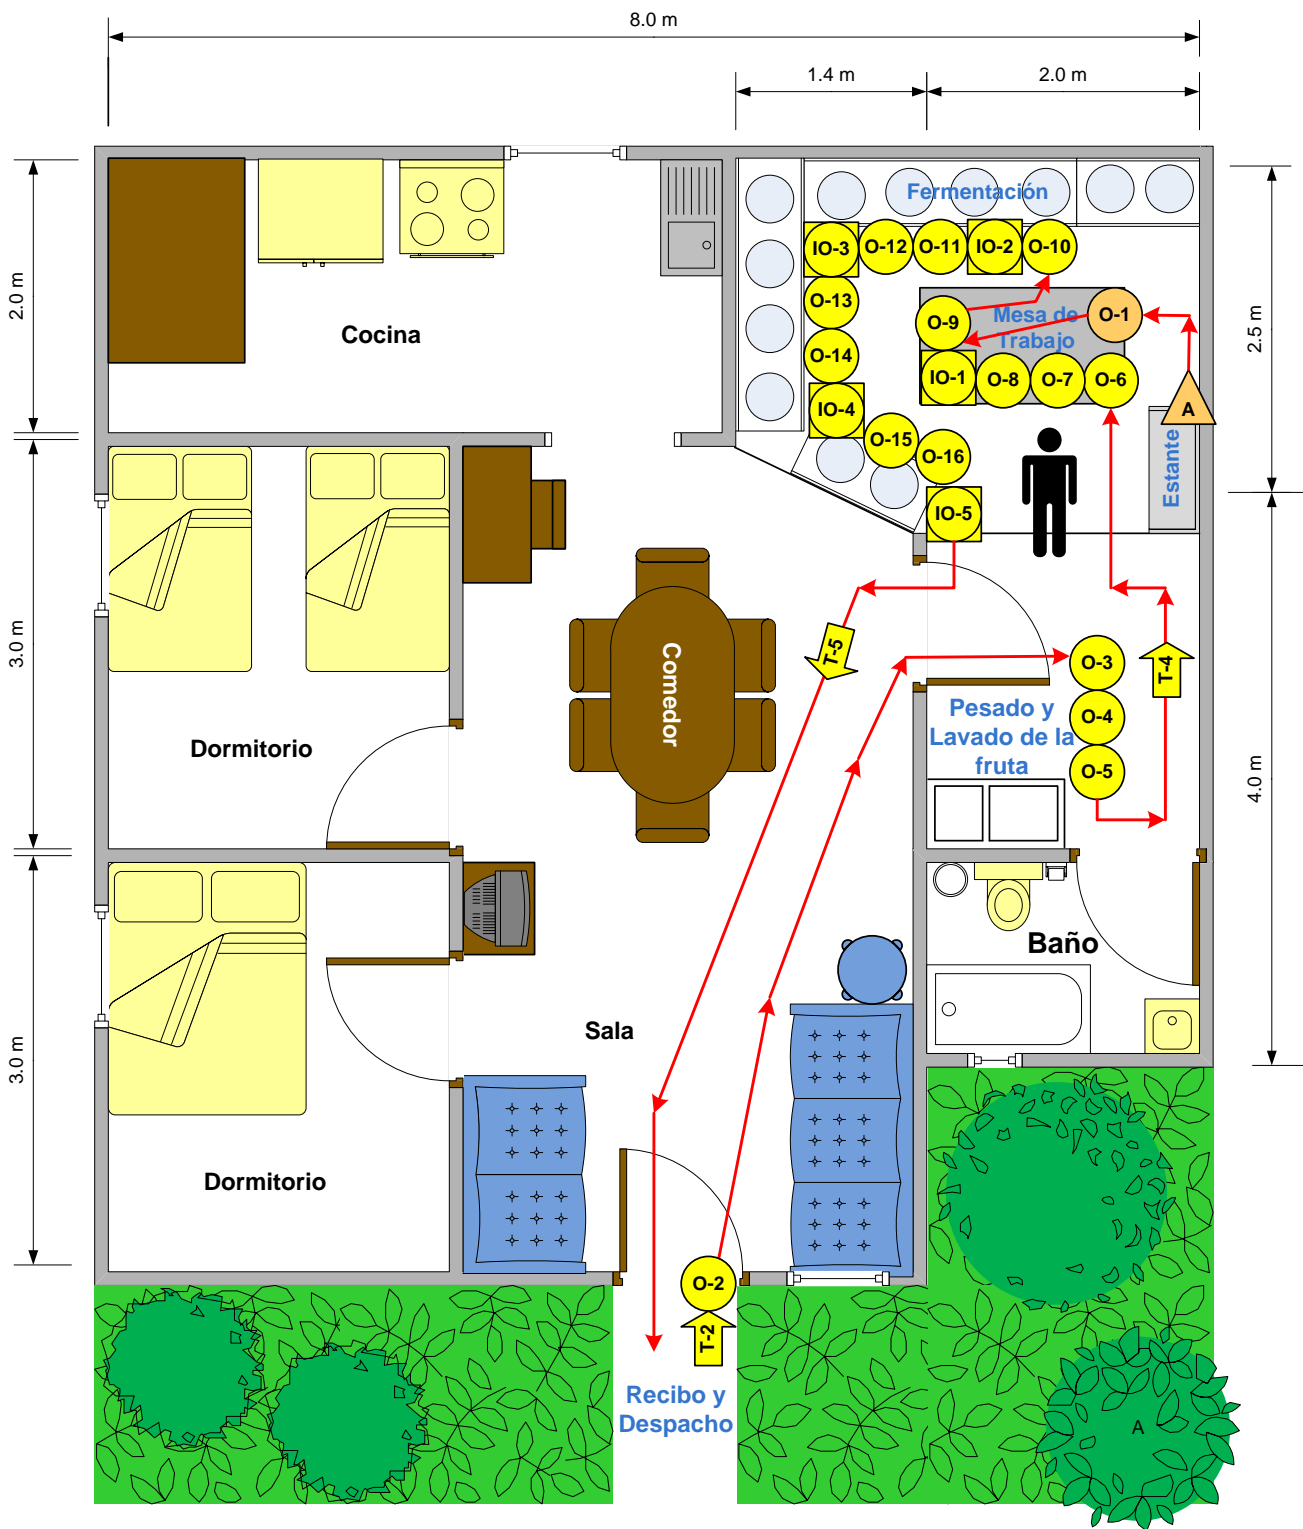 8.0 m
1.4 m
2.0 m
2.0 m
Fermentación
IO-3
O-12
O-11
IO-2
O-10
O-13
O-9
Mesa de
Trabajo
O-1
Cocina
2.5 m
O-14
IO-1
O-8
O-7
O-6
IO-4
A
O-15
O-16
Estante
IO-5
3.0 m
Comedor
T-5
O-3
T-4
O-4
O-5
Pesado y
Lavado de la
fruta
Dormitorio
4.0 m
Baño
Sala
3.0 m
Dormitorio
O-2
T-2
Recibo y
Despacho
A